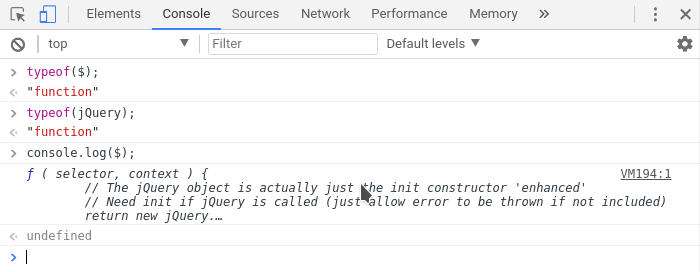 Elements Console Sources Network Performance Memory »
top Filter Default levels
typeof($);
"function"
typeof(jQuery);
"function"
console.log($);
ƒ ( selector, context ) { VM194:1
// The jQuery object is actually just the init constructor 'enhanced'
// Need init if jQuery is called (just allow error to be thrown if not included)
return new jQuery.…
undefined